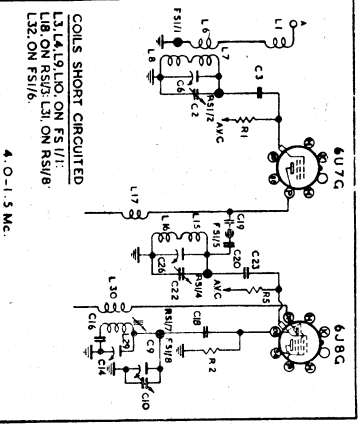 6U7G
6J8G
A
L1
L6
L7
FS1/1
L8
C6
C2
RS1/2
C3
AVC
R1
L17
C19
FS1/5
C20
L15
L16
C26
C22
RS1/4
C23
AVC
R5
L30
C16
L29
C14
C9
RS1/7
FS1/8
C10
C18
R2
COILS SHORT CIRCUITED
L3, L4, L9, L10, ON FS 1/1:
L18, ON RS1/3: L31, ON RS1/8
L32, ON FS1/6.
4.0-1.5 Mc.